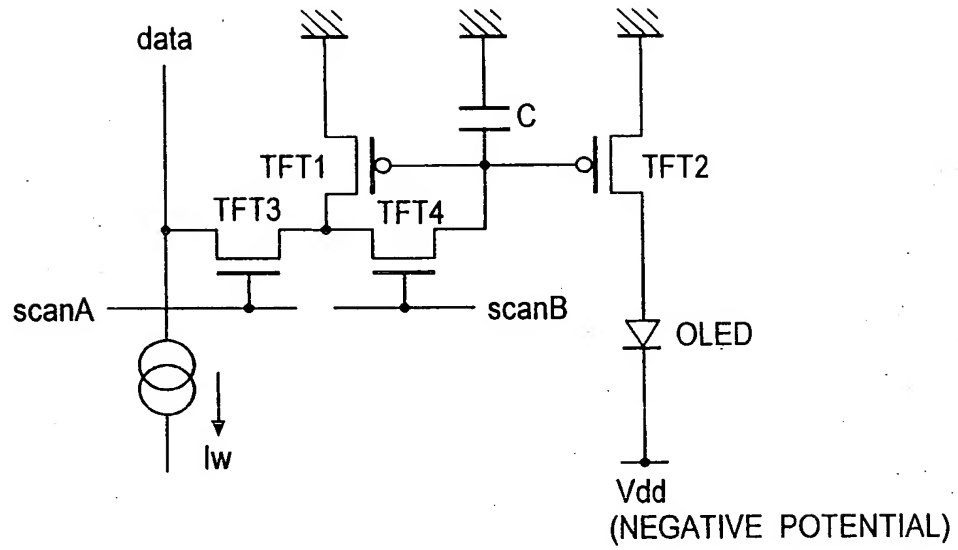 data
C
TFT1
TFT2
TFT3
TFT4
scanA
scanB
OLED
Iw
Vdd
(NEGATIVE POTENTIAL)